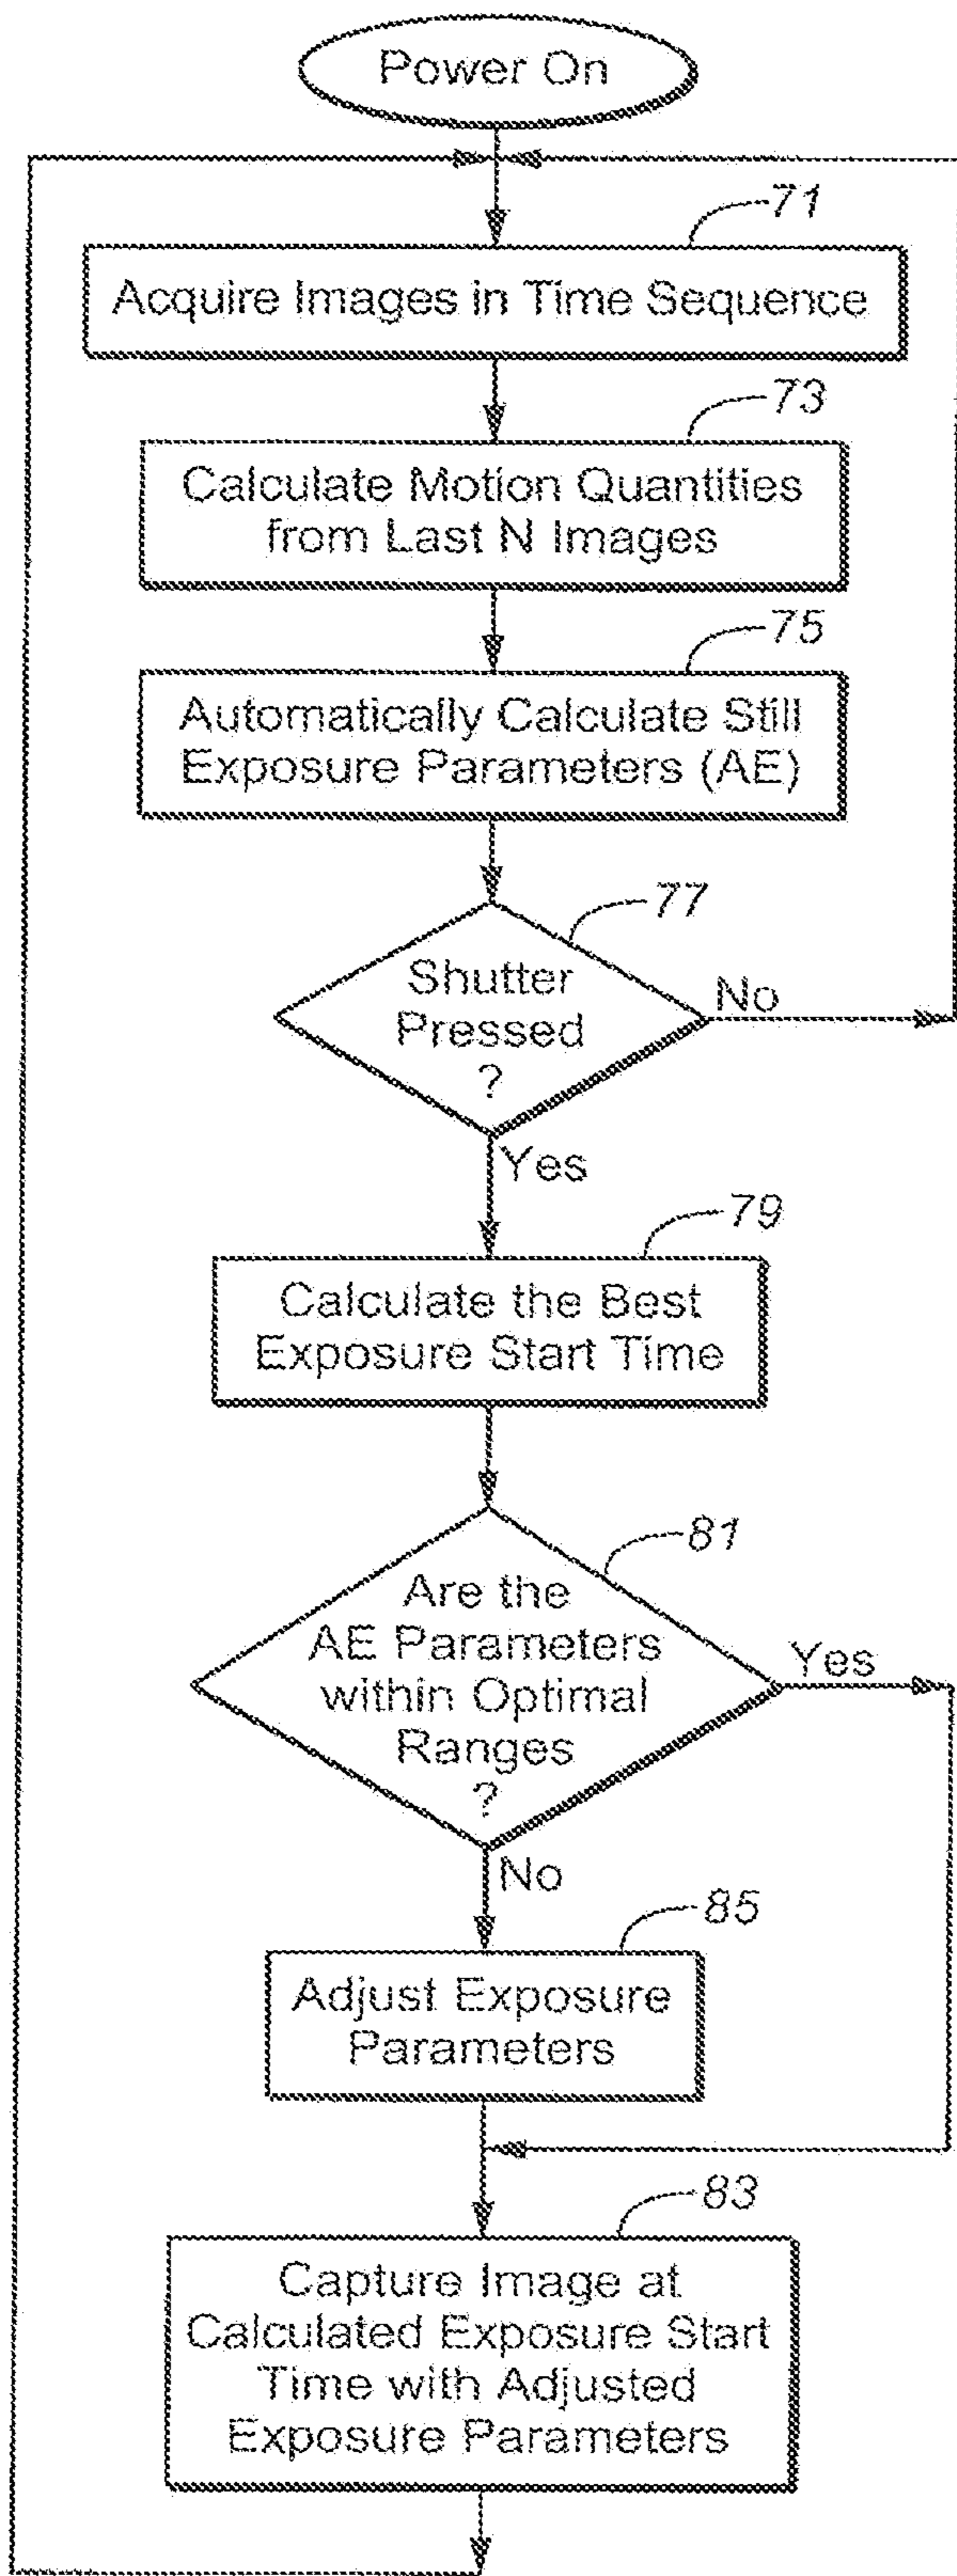 Power On
71
Acquire Images in Time Sequence
73
Calculate Motion Quantities
from Last N Images
75
Automatically Calculate Still
Exposure Parameters (AE)
77
Shutter
Pressed
?
No
Yes
79
Calculate the Best
Exposure Start Time
81
Are the
AE Parameters
within Optimal
Ranges
?
Yes
No
85
Adjust Exposure
Parameters
83
Capture Image at
Calculated Exposure Start
Time with Adjusted
Exposure Parameters